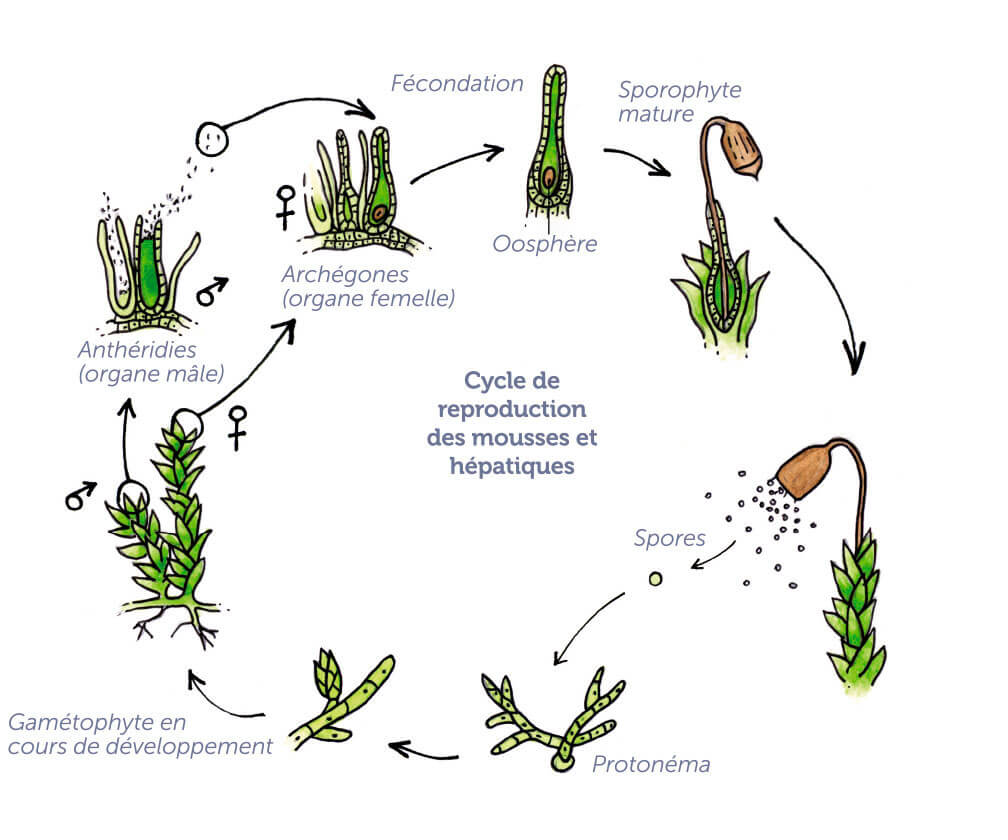 Fécondation
Sporophyte
mature
Oosphère
Archégones
(organe femelle)
Anthéridies
(organe mâle)
Cycle de
reproduction
des mousses et
hépatiques
Spores
Gamétophyte en
cours de développement
Protonéma